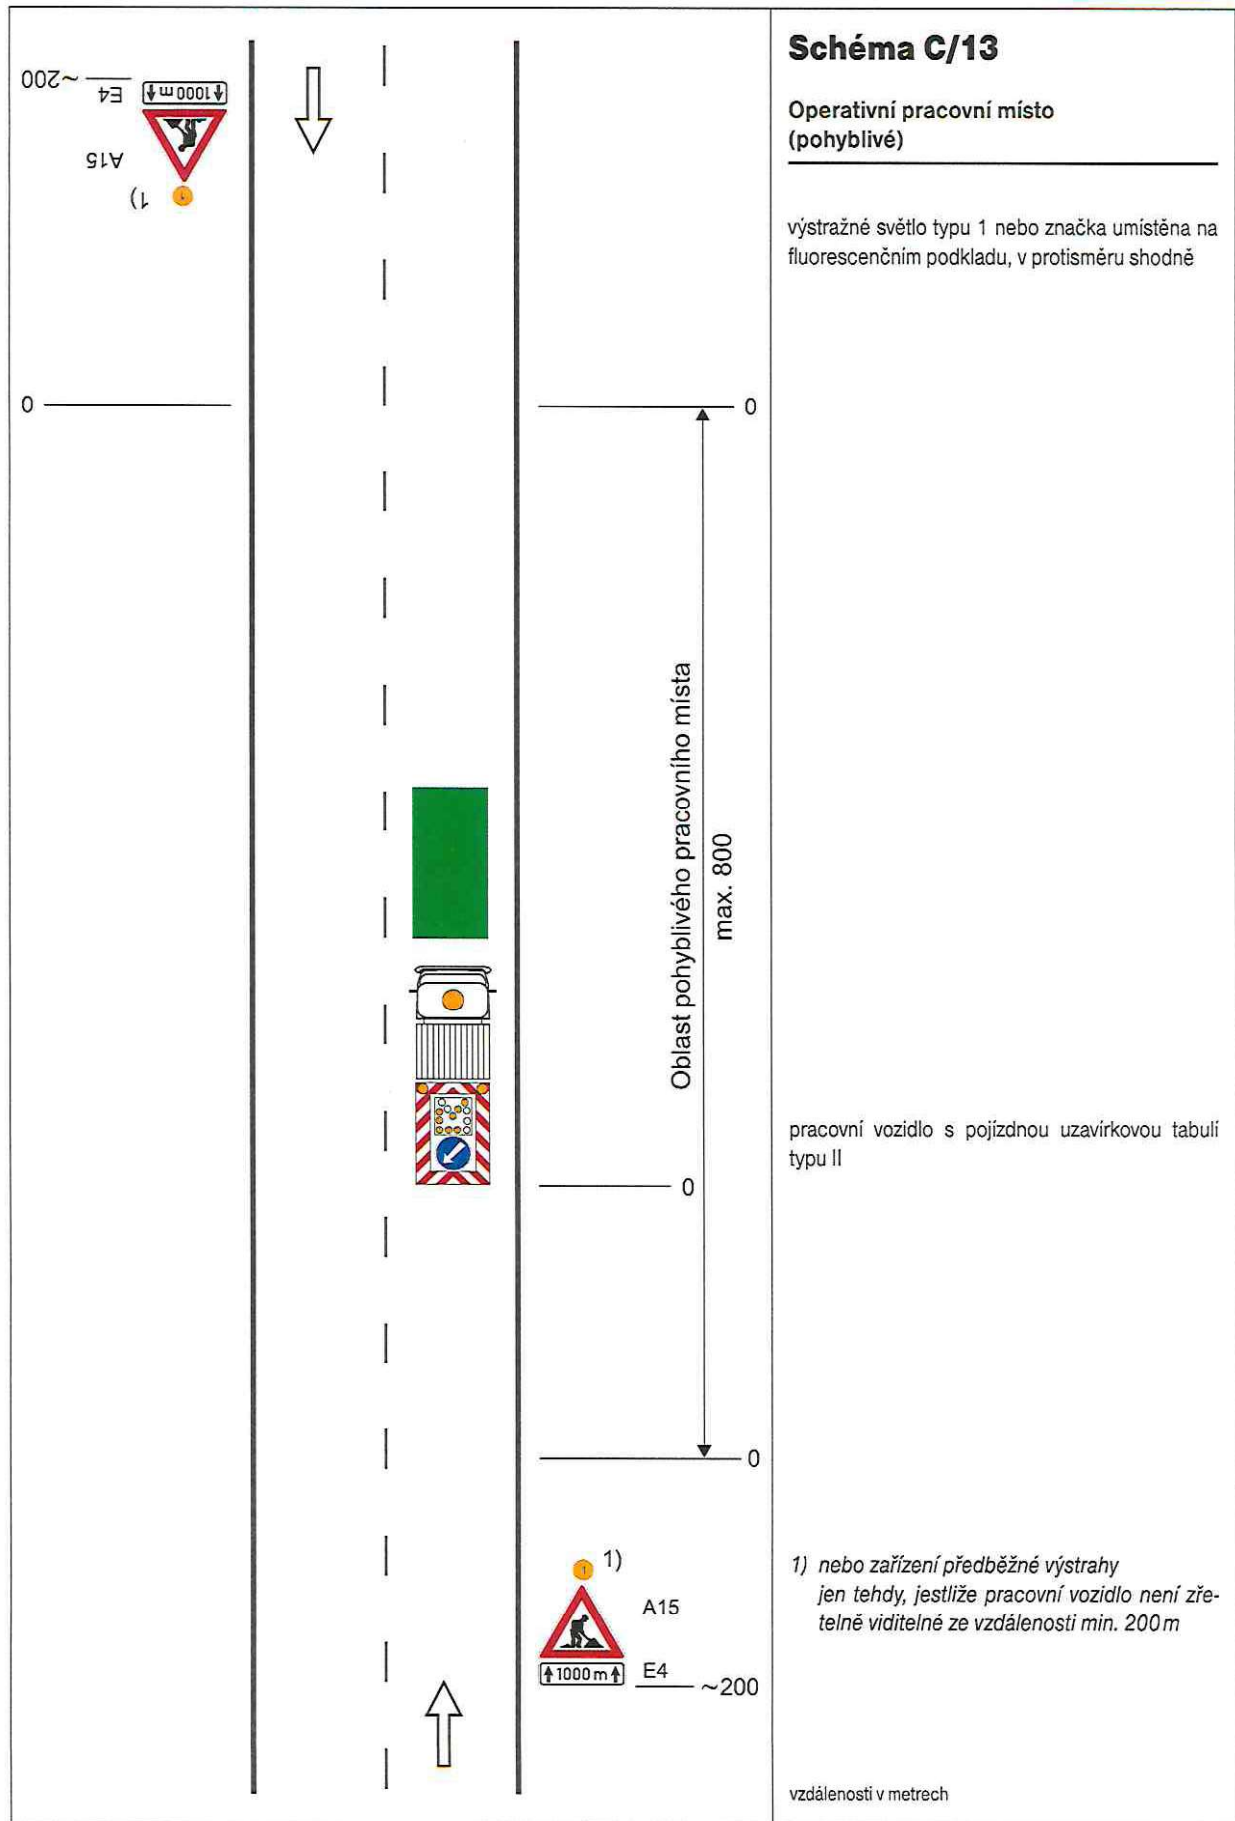 Schéma C/13
Operativní pracovní místo
(pohyblivé)
výstražné světlo typu 1 nebo značka umístěna na
fluorescenčním podkladu, v protisměru shodně
~200
E4
1000 m
A15
1
1)
0
0
Oblast pohyblivého pracovního místa
max. 800
pracovní vozidlo s pojízdnou uzavírkovou tabulí
typu II
0
0
1
1)
A15
1000 m
E4
~200
1) nebo zařízení předběžné výstrahy
jen tehdy, jestliže pracovní vozidlo není zře-
telně viditelné ze vzdálenosti min. 200 m
vzdálenosti v metrech